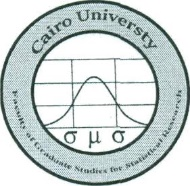 Cairo Universty
Faculty of Graduate Studies for Statistical Research
σ μ σ